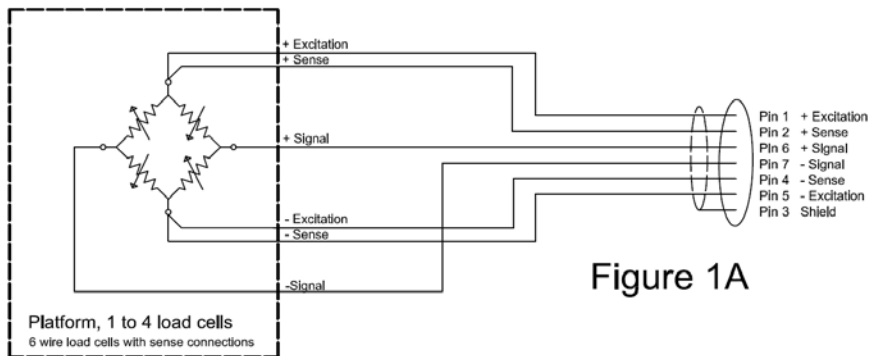 + Excitation
+ Sense
+ Signal
- Excitation
- Sense
-Signal
Platform, 1 to 4 load cells
6 wire load cells with sense connections
Pin 1 + Excitation
Pin 2 + Sense
Pin 6 + Signal
Pin 7 - Signal
Pin 4 - Sense
Pin 5 - Excitation
Pin 3 Shield
Figure 1A